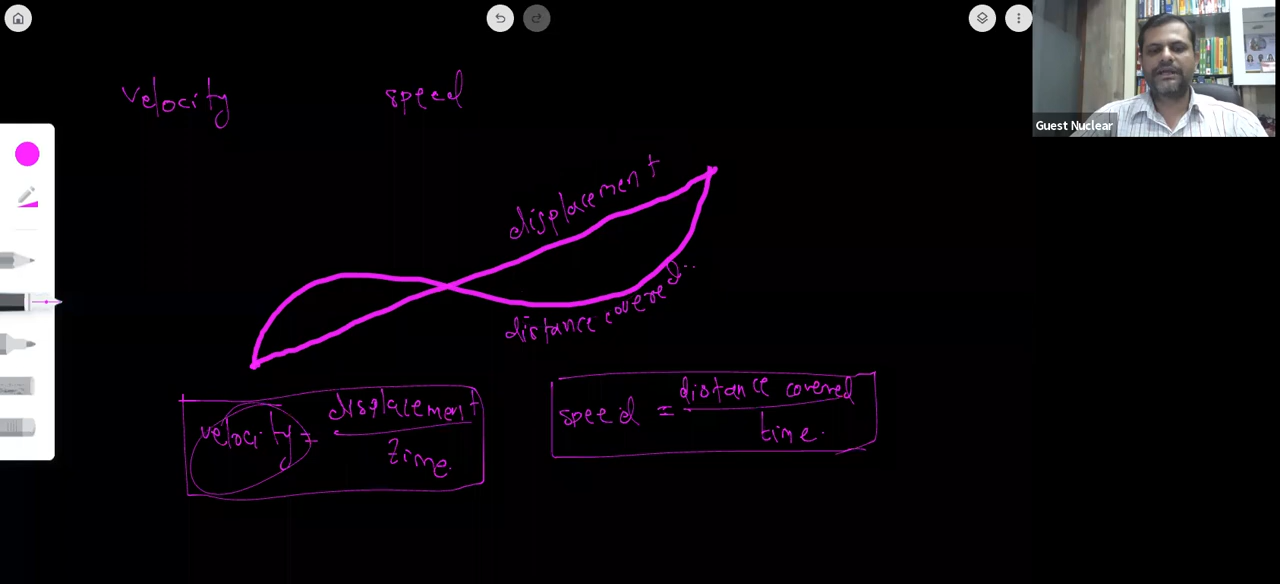 velocity speed
Guest Nuclear
displacement
distance covered..
velocity = displacement
time.
speed = distance covered
time.